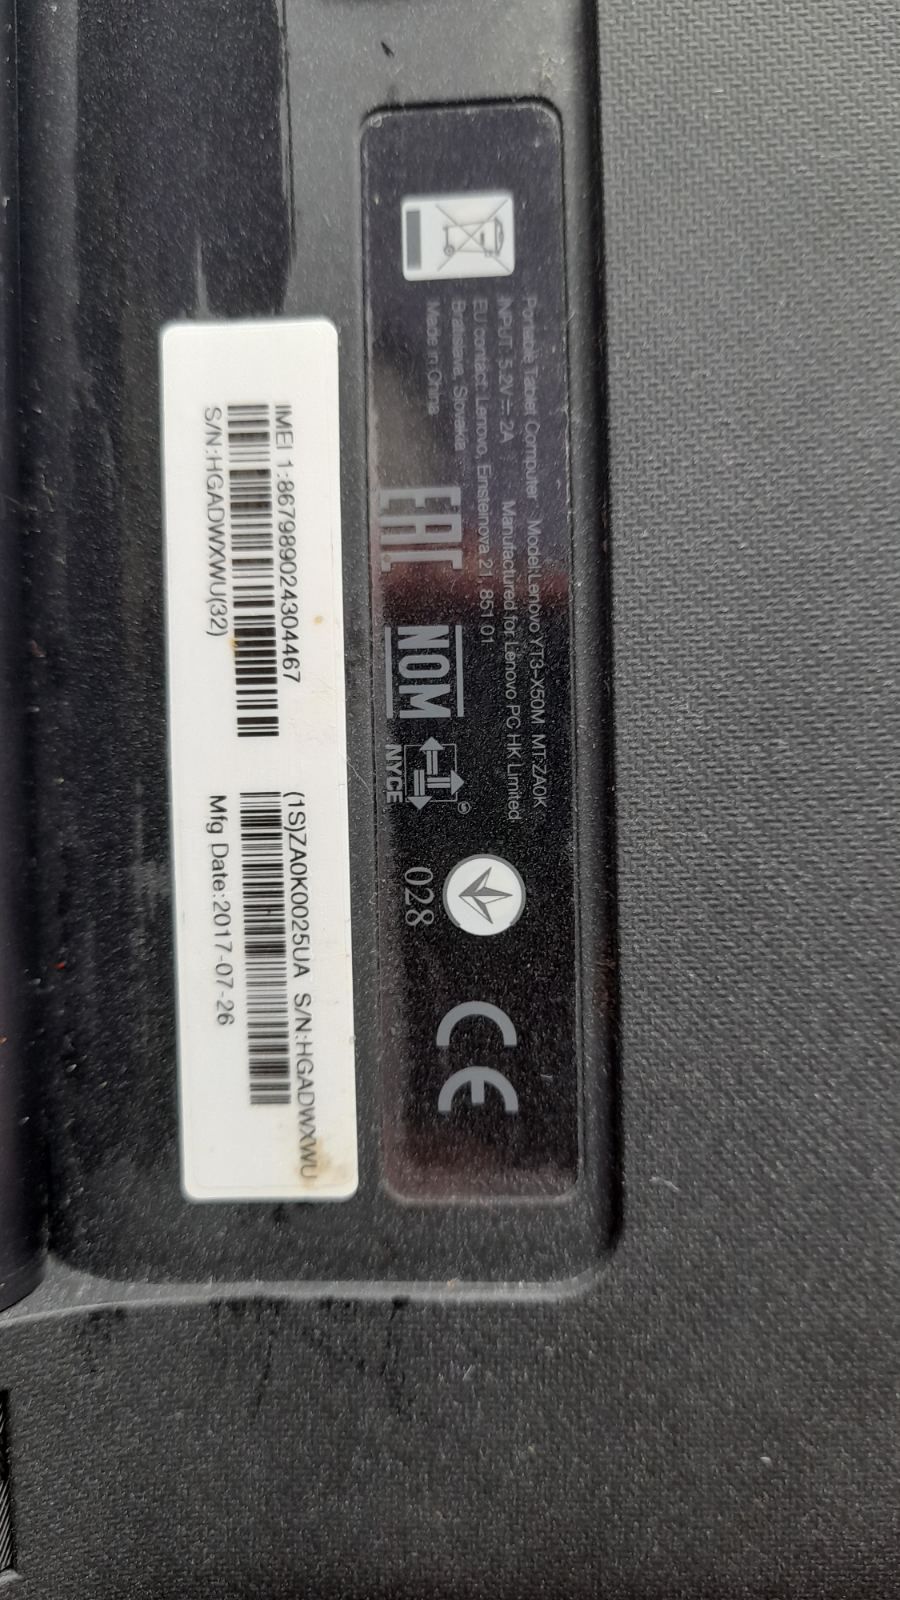 Portable Tablet Computer Model:Lenovo YT3-X50M MT:ZA0K
INPUT: 5.2V⎓2A Manufactured for Lenovo PC HK Limited
EU contact: Lenovo, Einsteinova 21, 851 01
Bratislava, Slovakia
Made in China
EAC
NOM
NYCE
028
CE
IMEI 1:867989024304467
S/N:HGADWXWU(32)
(1S)ZA0K0025UA S/N:HGADWXWU
Mfg Date:2017-07-26